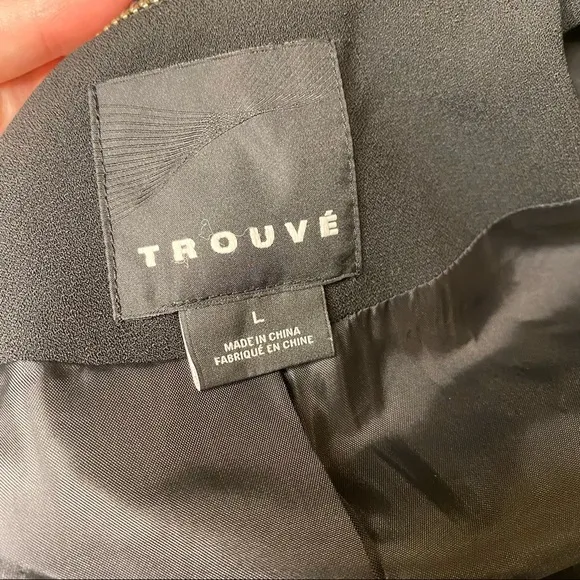 TROUVÉ
L
MADE IN CHINA
FABRIQUÉ EN CHINE